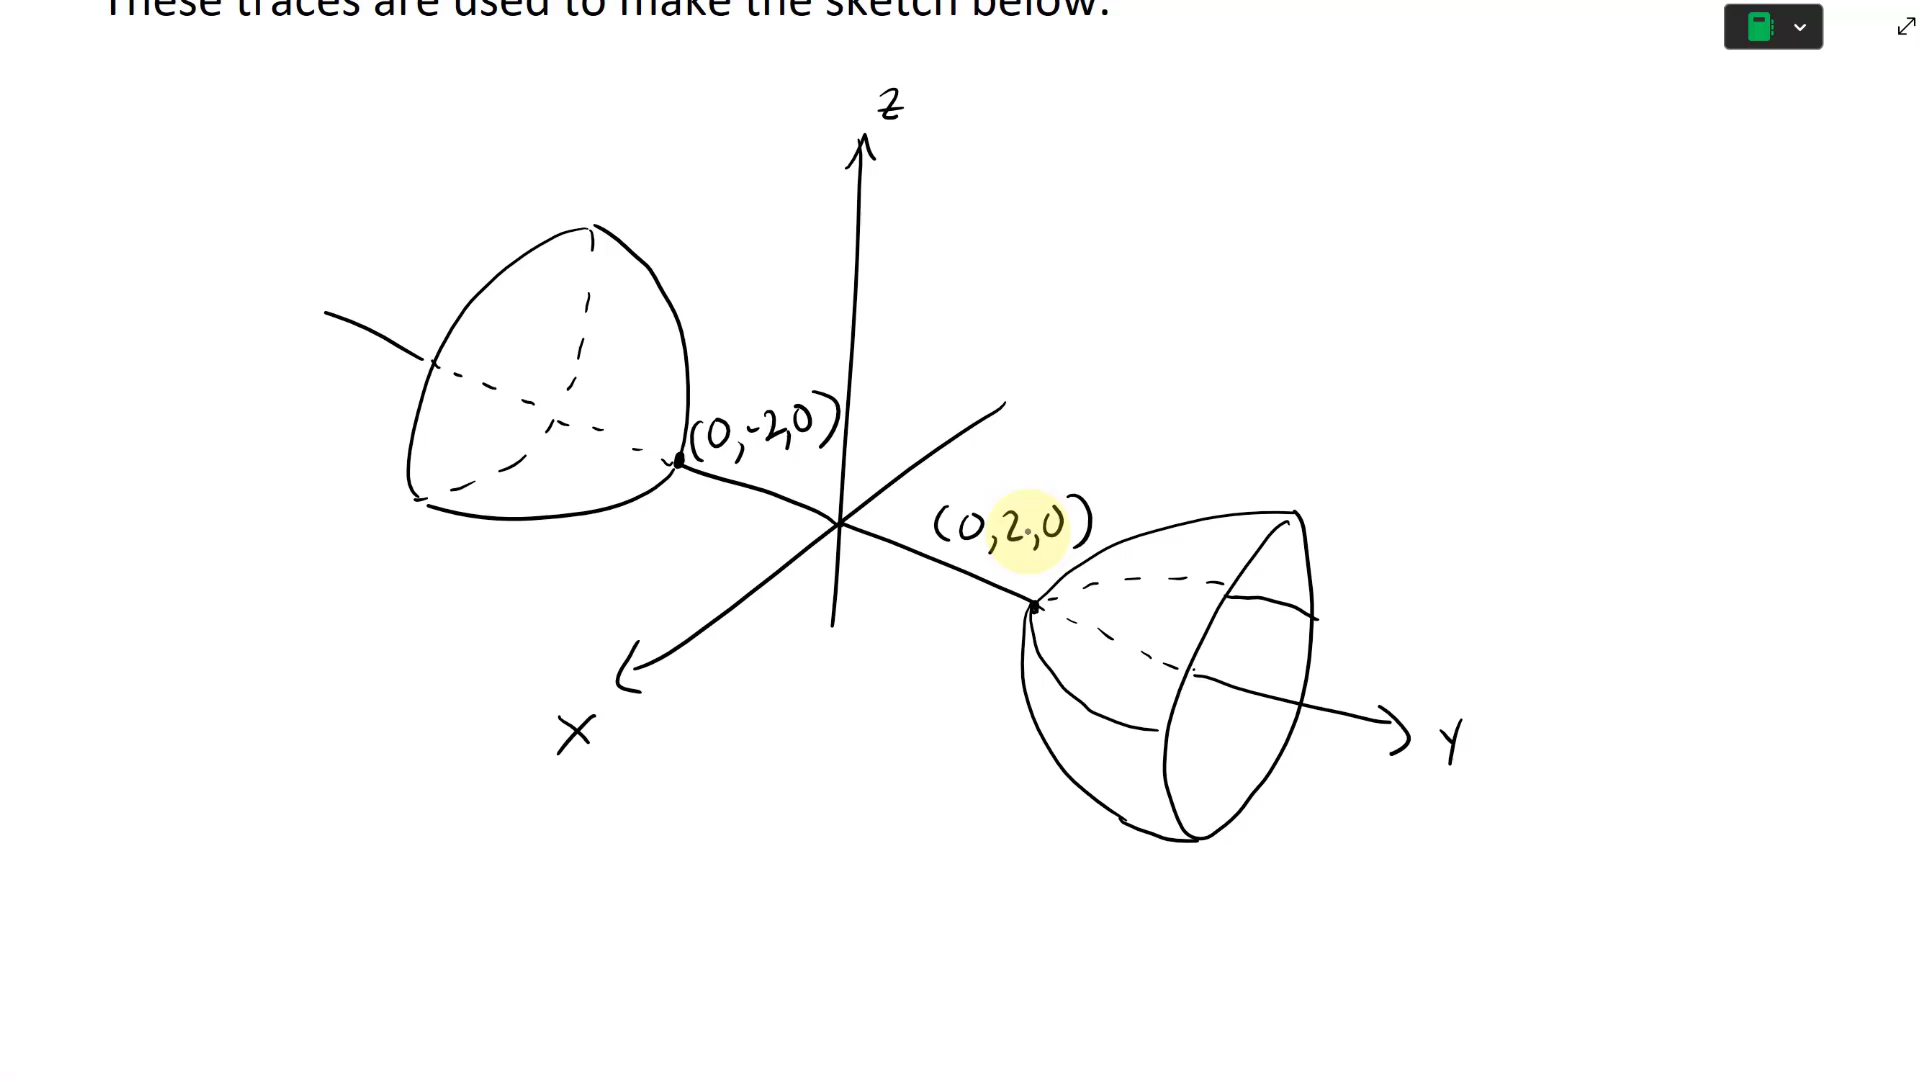 These traces are used to make the sketch below.
Z
(0,-2,0)
(0,2,0)
X
Y